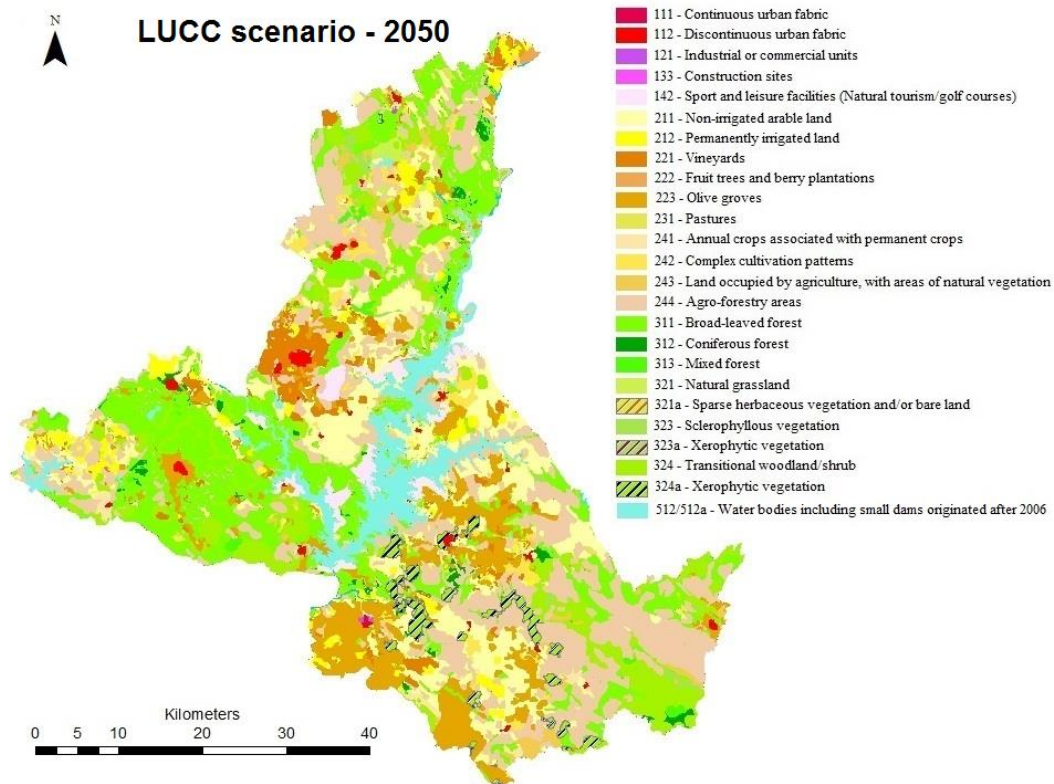 N
LUCC scenario - 2050
111 - Continuous urban fabric
112 - Discontinuous urban fabric
121 - Industrial or commercial units
133 - Construction sites
142 - Sport and leisure facilities (Natural tourism/golf courses)
211 - Non-irrigated arable land
212 - Permanently irrigated land
221 - Vineyards
222 - Fruit trees and berry plantations
223 - Olive groves
231 - Pastures
241 - Annual crops associated with permanent crops
242 - Complex cultivation patterns
243 - Land occupied by agriculture, with areas of natural vegetation
244 - Agro-forestry areas
311 - Broad-leaved forest
312 - Coniferous forest
313 - Mixed forest
321 - Natural grassland
321a - Sparse herbaceous vegetation and/or bare land
323 - Sclerophyllous vegetation
323a - Xerophytic vegetation
324 - Transitional woodland/shrub
324a - Xerophytic vegetation
512/512a - Water bodies including small dams originated after 2006
Kilometers
0 5 10 20 30 40